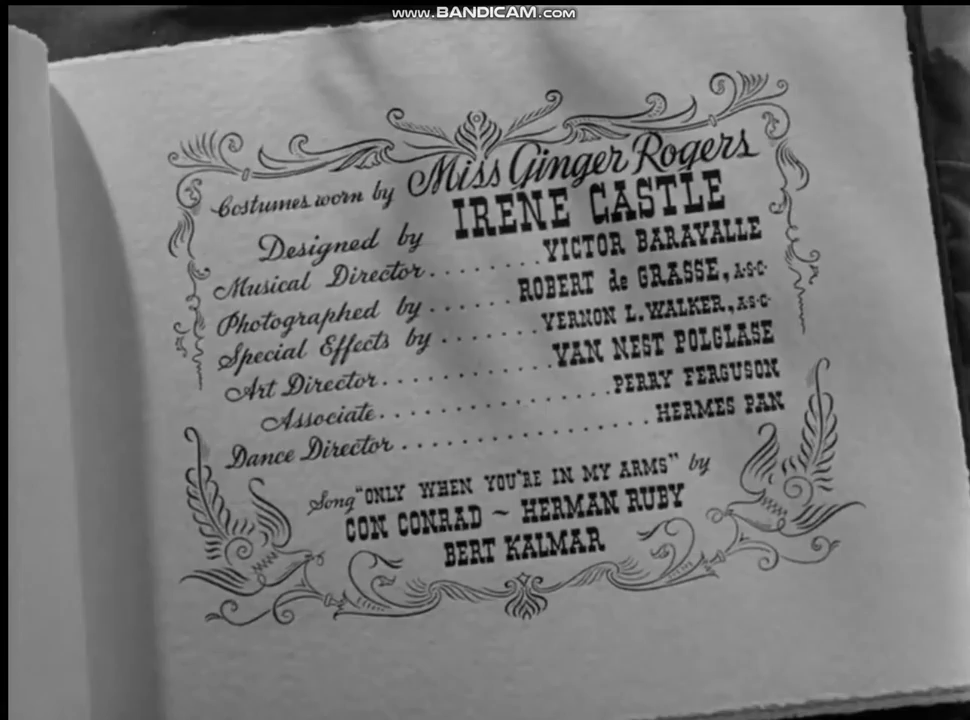 www.BANDICAM.com
Costumes worn by Miss Ginger Rogers
Designed by IRENE CASTLE
Musical Director........VICTOR BARAVALLE
Photographed by......ROBERT de GRASSE, A·S·C·
Special Effects by.......VERNON L. WALKER, A·S·C·
Art Director............VAN NEST POLGLASE
Associate................PERRY FERGUSON
Dance Director.................HERMES PAN
Song "ONLY WHEN YOU'RE IN MY ARMS" by
CON CONRAD ~ HERMAN RUBY
BERT KALMAR